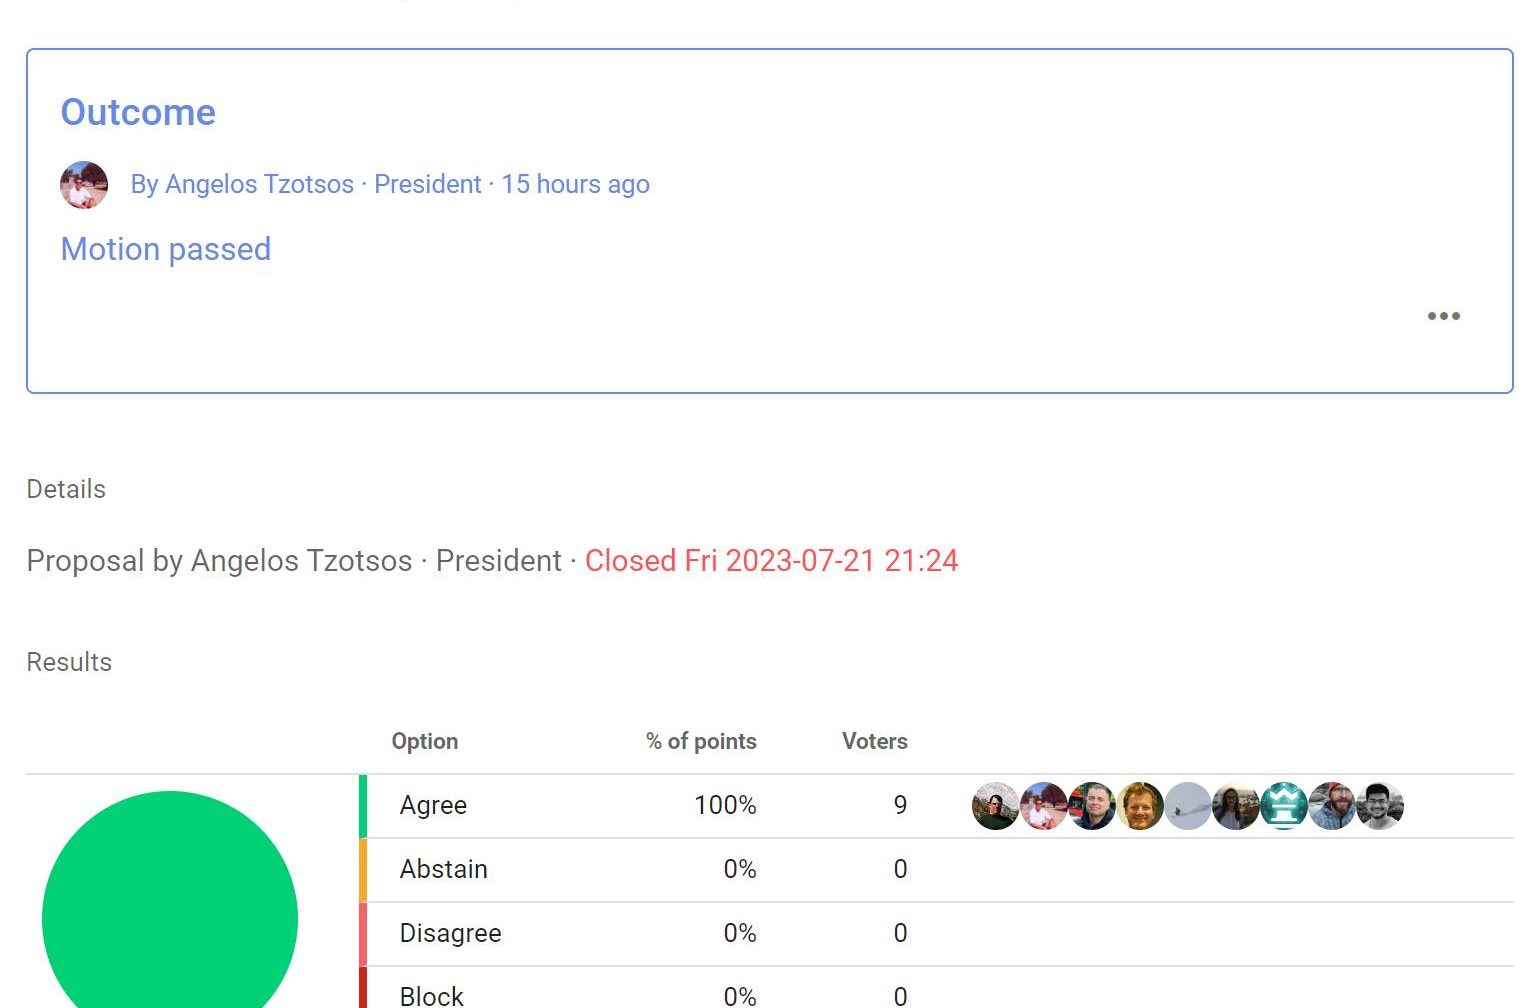 Outcome
By Angelos Tzotsos · President · 15 hours ago
Motion passed
Details
Proposal by Angelos Tzotsos · President · Closed Fri 2023-07-21 21:24
Results
Option % of points Voters
Agree 100% 9
Abstain 0% 0
Disagree 0% 0
Block 0% 0